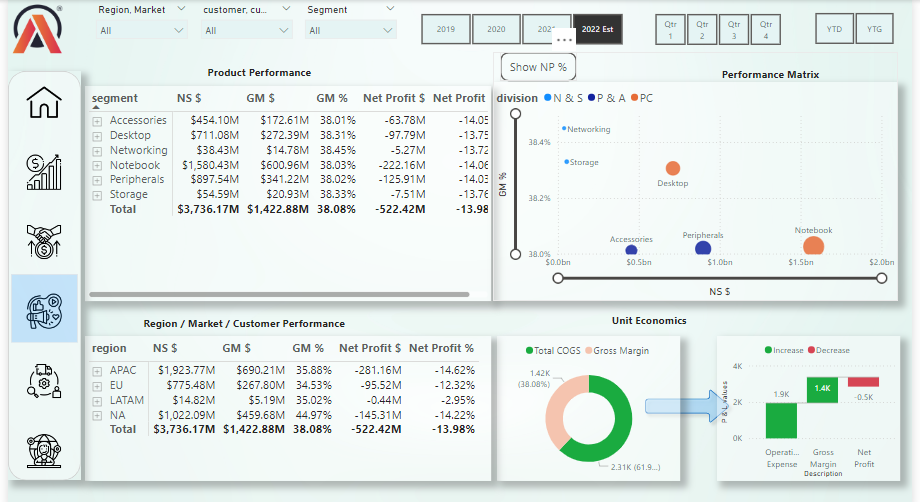 Region, Market
customer, cu...
Segment
All
All
All
2019
2020
202
...
2022 Est
Qtr 1
Qtr 2
Qtr 3
Qtr 4
YTD
YTG
Product Performance
segment NS $ GM $ GM % Net Profit $ Net Profit
Accessories $454.10M $172.61M 38.01% -63.78M -14.05
Desktop $711.08M $272.39M 38.31% -97.79M -13.75
Networking $38.43M $14.78M 38.45% -5.27M -13.72
Notebook $1,580.43M $600.96M 38.03% -222.16M -14.06
Peripherals $897.54M $341.22M 38.02% -125.91M -14.03
Storage $54.59M $20.93M 38.33% -7.51M -13.76
Total $3,736.17M $1,422.88M 38.08% -522.42M -13.98
Show NP %
Performance Matrix
division N & S P & A PC
GM %
38.4%
38.2%
38.0%
Networking
Storage
Desktop
Accessories
Peripherals
Notebook
$0.0bn $0.5bn $1.0bn $1.5bn $2.0bn
NS $
Region / Market / Customer Performance
region NS $ GM $ GM % Net Profit $ Net Profit %
APAC $1,923.77M $690.21M 35.88% -281.16M -14.62%
EU $775.48M $267.80M 34.53% -95.52M -12.32%
LATAM $14.82M $5.19M 35.02% -0.44M -2.95%
NA $1,022.09M $459.68M 44.97% -145.31M -14.22%
Total $3,736.17M $1,422.88M 38.08% -522.42M -13.98%
Unit Economics
Total COGS Gross Margin
1.42K
(38.08%)
2.31K (61.9...)
Increase Decrease
P & L values
4K
2K
0K
1.9K
1.4K
-0.5K
Operati... Gross Net
Expense Margin Profit
Description